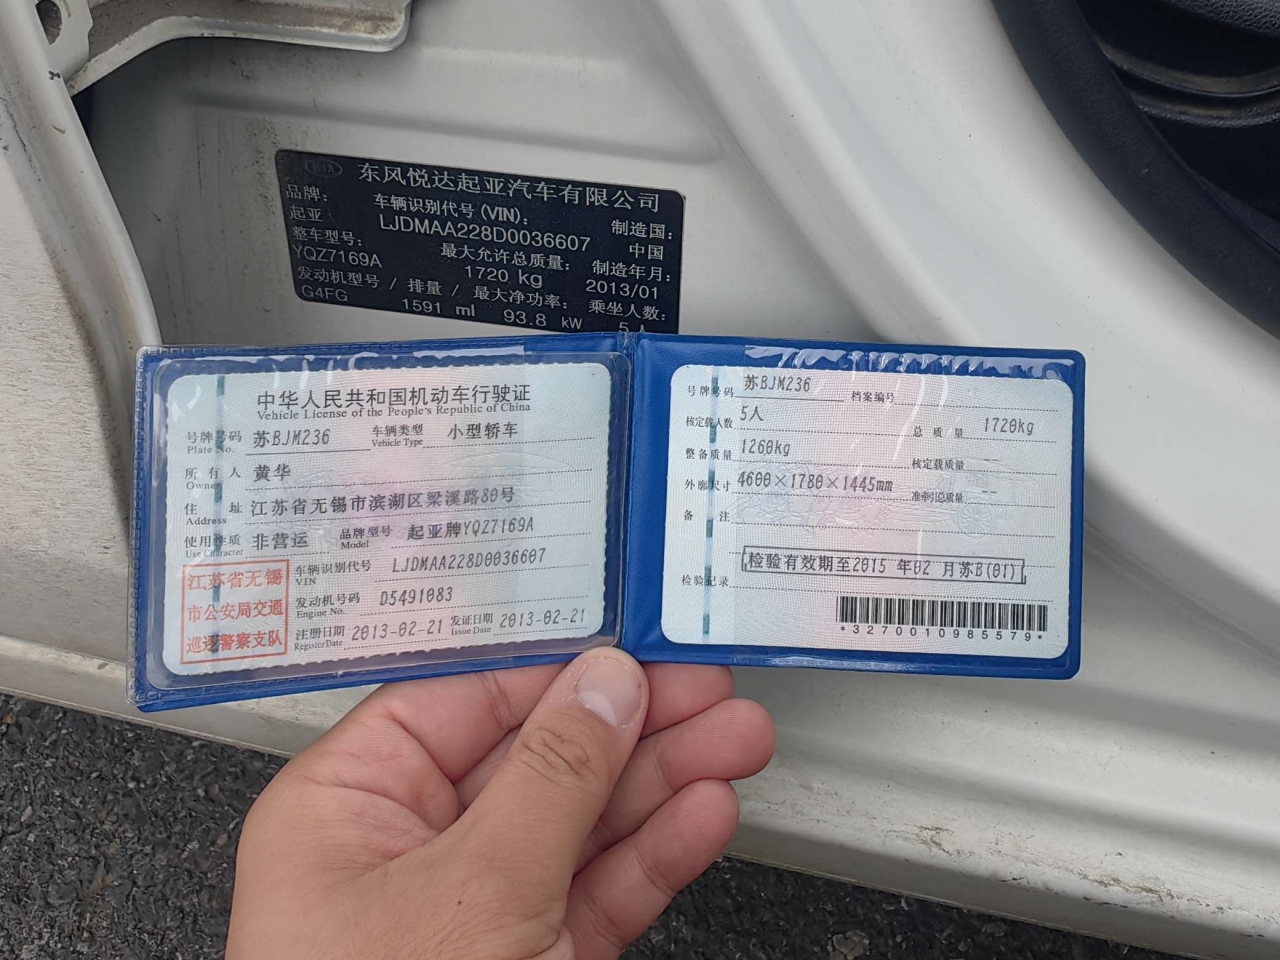 KIA 东风悦达起亚汽车有限公司
品牌: 车辆识别代号(VIN): 制造国:
起亚 LJDMAA228D0036607 中国
整车型号: 最大允许总质量: 制造年月:
YQZ7169A 1720 kg 2013/01
发动机型号 / 排量 / 最大净功率: 乘坐人数:
G4FG 1591 ml 93.8 kW 5人
中华人民共和国机动车行驶证
Vehicle License of the People's Republic of China
号牌号码 苏BJM236 车辆类型 小型轿车
Plate No. Vehicle Type
所有人 黄华
Owner
住址 江苏省无锡市滨湖区梁溪路80号
Address
使用性质 非营运 品牌型号 起亚牌YQZ7169A
Use Character Model
江苏省无锡
市公安局交通
巡逻警察支队
车辆识别代号 LJDMAA228D0036607
VIN
发动机号码 D5491083
Engine No.
注册日期 2013-02-21 发证日期 2013-02-21
Register Date Issue Date
号牌号码 苏BJM236 档案编号
核定载人数 5人 总质量 1720kg
整备质量 1260kg 核定载质量 --
外廓尺寸 4600×1780×1445mm 准牵引总质量 --
备注
检验有效期至2015年02月苏B(01)
检验记录
*3270010985579*